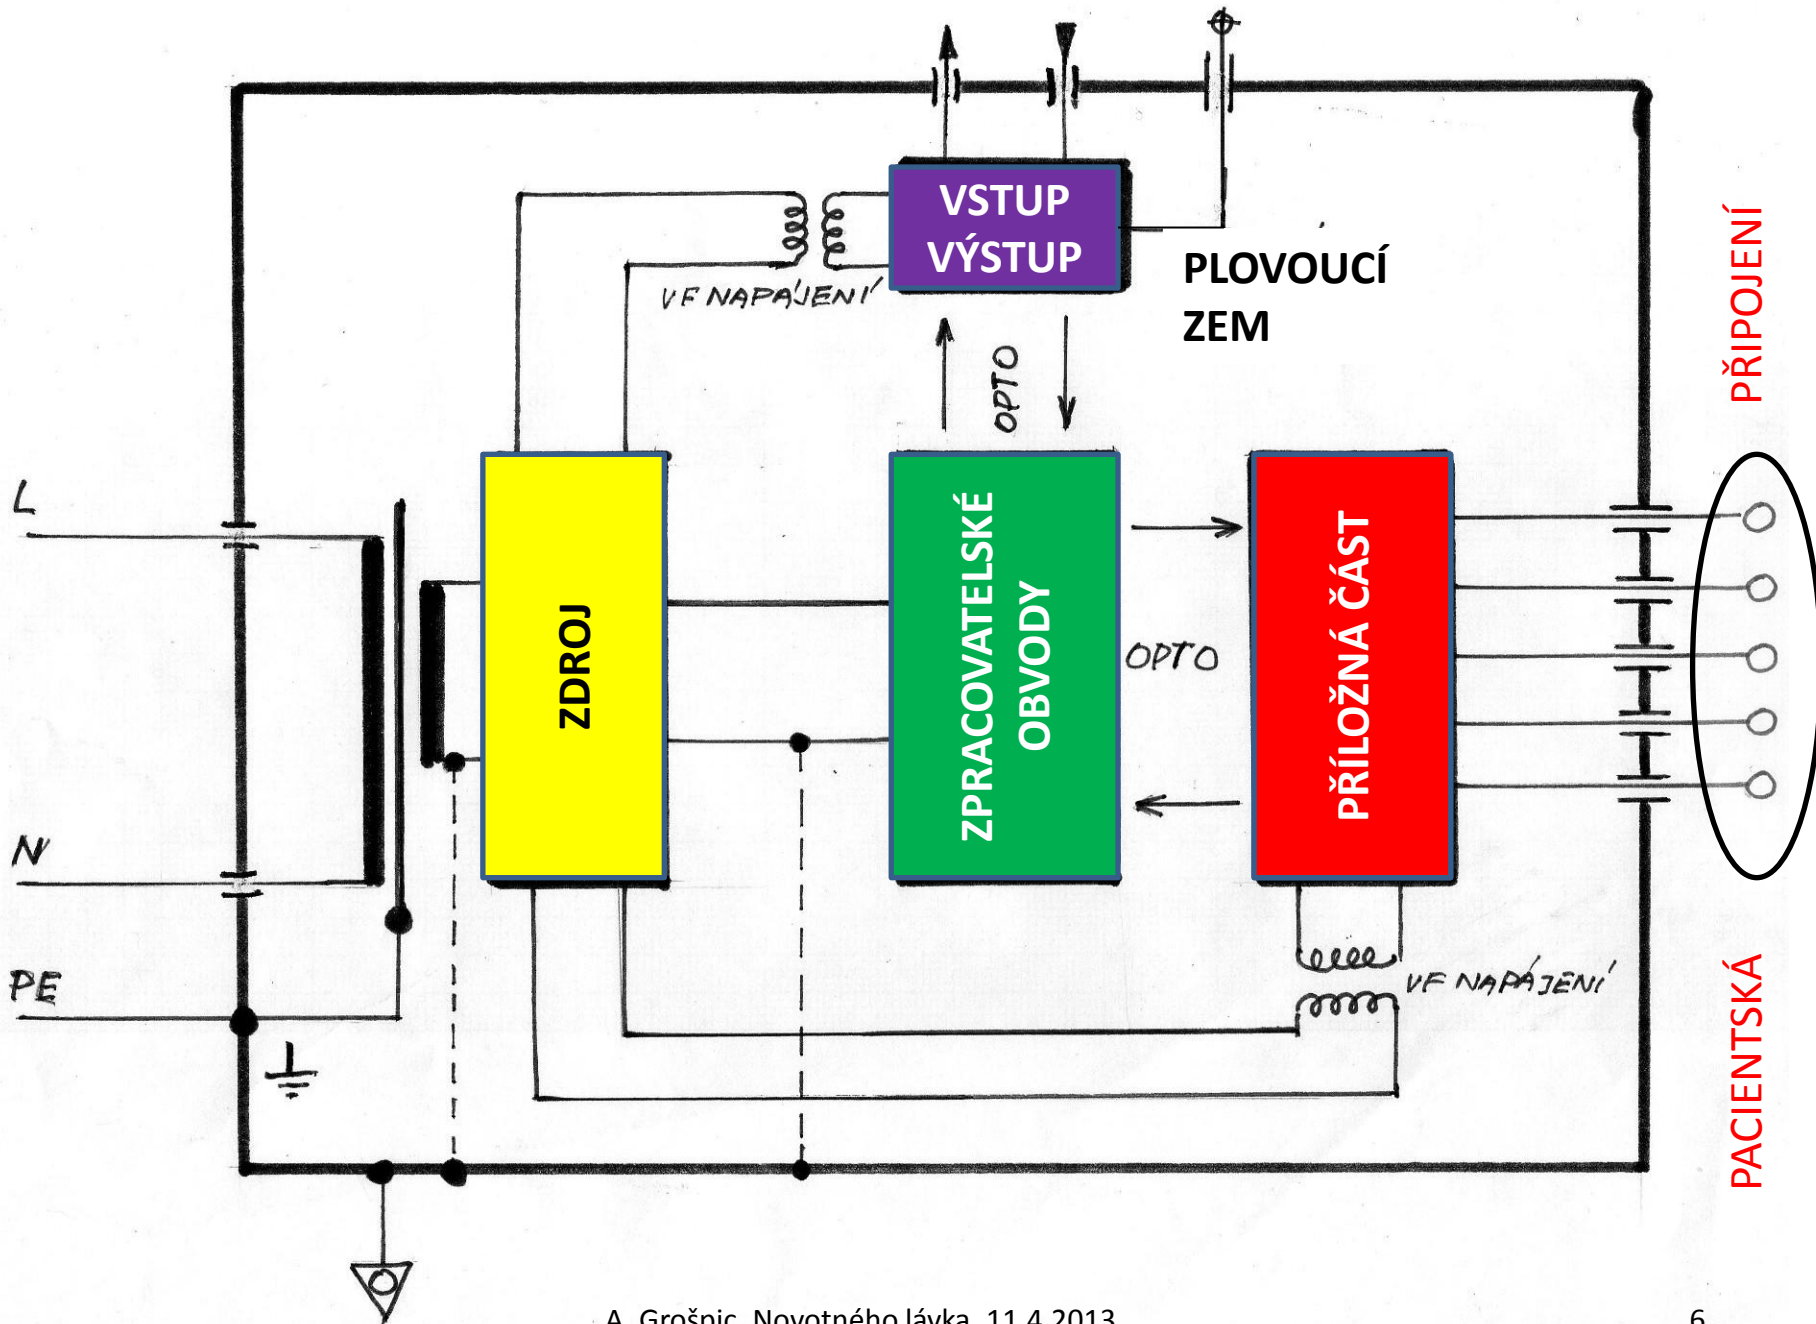 VSTUP
VÝSTUP
VF NAPÁJENÍ
PLOVOUCÍ
ZEM
OPTO
PŘIPOJENÍ
L
ZDROJ
ZPRACOVATELSKÉ
OBVODY
OPTO
PŘÍLOŽNÁ ČÁST
N
PE
VF NAPÁJENÍ
PACIENTSKÁ
A. Grošpic, Novotného lávka, 11.4.2013
6